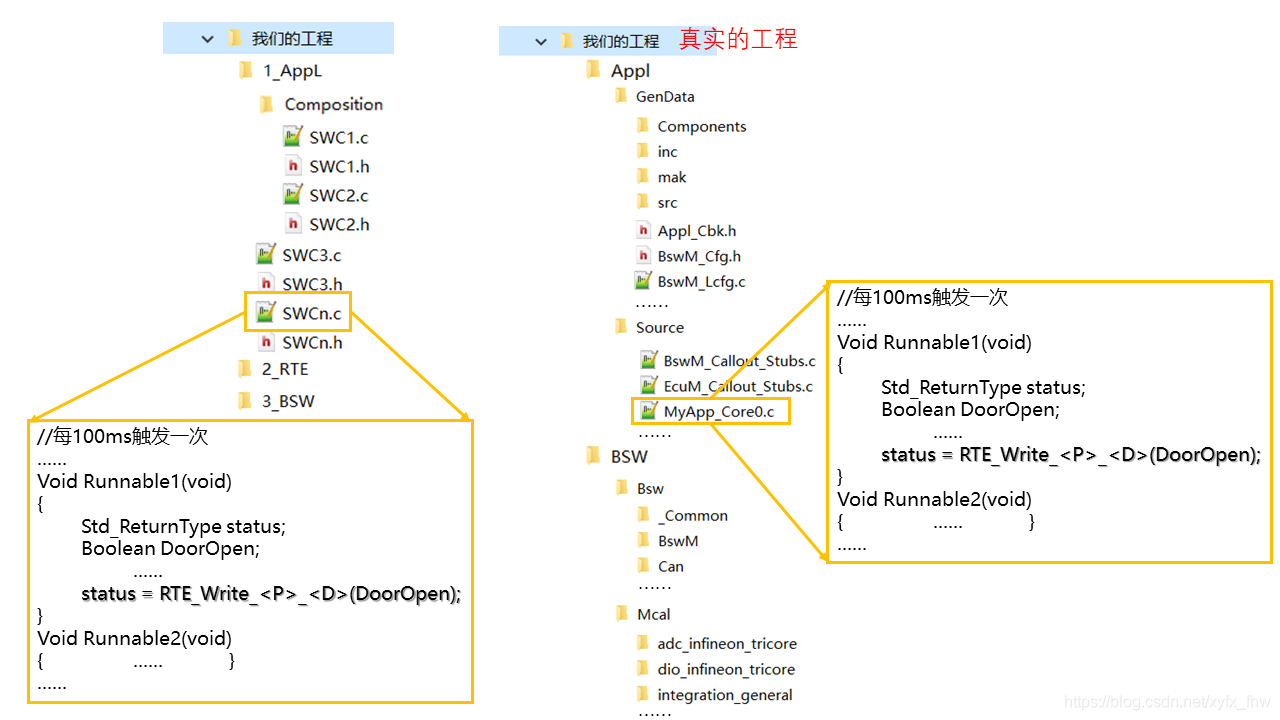 我们的工程
1_AppL
Composition
SWC1.c
SWC1.h
SWC2.c
SWC2.h
SWC3.c
SWC3.h
SWCn.c
SWCn.h
2_RTE
3_BSW
//每100ms触发一次
......
Void Runnable1(void)
{
Std_ReturnType status;
Boolean DoorOpen;
......
status = RTE_Write_<P>_<D>(DoorOpen);
}
Void Runnable2(void)
{ ...... }
......
我们的工程 真实的工程
Appl
GenData
Components
inc
mak
src
Appl_Cbk.h
BswM_Cfg.h
BswM_Lcfg.c
......
Source
BswM_Callout_Stubs.c
EcuM_Callout_Stubs.c
MyApp_Core0.c
......
BSW
Bsw
_Common
BswM
Can
......
Mcal
adc_infineon_tricore
dio_infineon_tricore
integration_general
......
//每100ms触发一次
......
Void Runnable1(void)
{
Std_ReturnType status;
Boolean DoorOpen;
......
status = RTE_Write_<P>_<D>(DoorOpen);
}
Void Runnable2(void)
{ ...... }
......
https://blog.csdn.net/xyfx_fhw